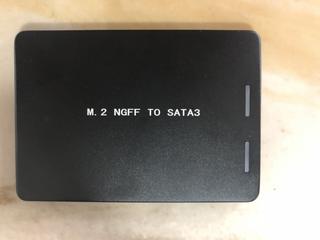 M.2 NGFF TO SATA3